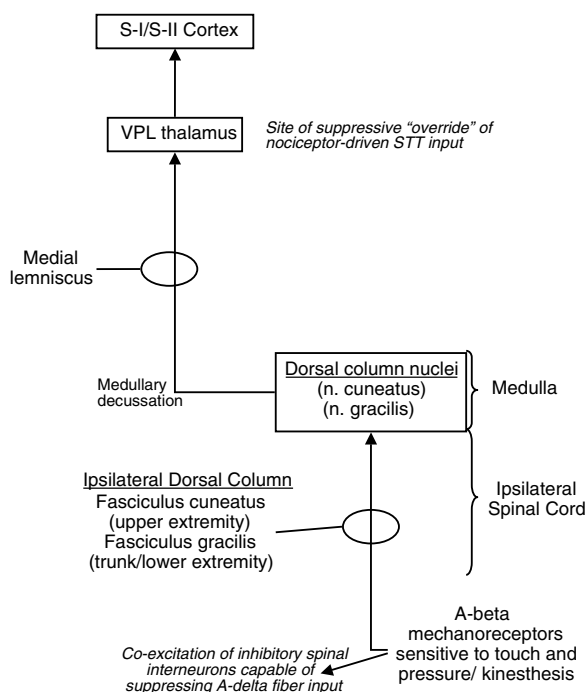 S-I/S-II Cortex
VPL thalamus
Site of suppressive “override” of
nociceptor-driven STT input
Medial
lemniscus
Medullary
decussation
Dorsal column nuclei
(n. cuneatus)
(n. gracilis)
Medulla
Ipsilateral Dorsal Column
Fasciculus cuneatus
(upper extremity)
Fasciculus gracilis
(trunk/lower extremity)
Ipsilateral
Spinal Cord
A-beta
mechanoreceptors
sensitive to touch and
pressure/ kinesthesis
Co-excitation of inhibitory spinal
interneurons capable of
suppressing A-delta fiber input